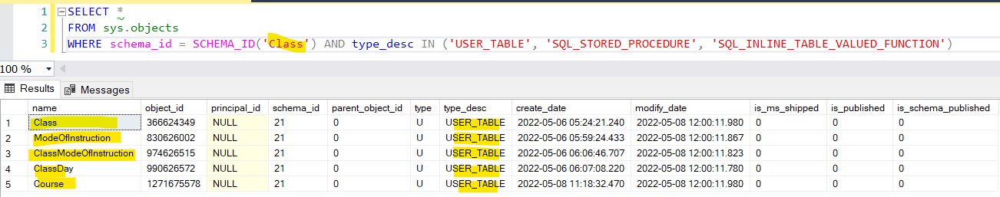 1 SELECT *
2 FROM sys.objects
3 WHERE schema_id = SCHEMA_ID('Class') AND type_desc IN ('USER_TABLE', 'SQL_STORED_PROCEDURE', 'SQL_INLINE_TABLE_VALUED_FUNCTION')
100 %
Results Messages
name object_id principal_id schema_id parent_object_id type type_desc create_date modify_date is_ms_shipped is_published is_schema_published
1 Class 366624349 NULL 21 0 U USER_TABLE 2022-05-06 05:24:21.240 2022-05-08 12:00:11.980 0 0 0
2 ModeOfInstruction 830626002 NULL 21 0 U USER_TABLE 2022-05-06 05:59:24.433 2022-05-08 12:00:11.867 0 0 0
3 ClassModeOfInstruction 974626515 NULL 21 0 U USER_TABLE 2022-05-06 06:06:46.707 2022-05-08 12:00:11.823 0 0 0
4 ClassDay 990626572 NULL 21 0 U USER_TABLE 2022-05-06 06:07:08.220 2022-05-08 12:00:11.780 0 0 0
5 Course 1271675578 NULL 21 0 U USER_TABLE 2022-05-08 11:18:32.470 2022-05-08 12:00:11.980 0 0 0